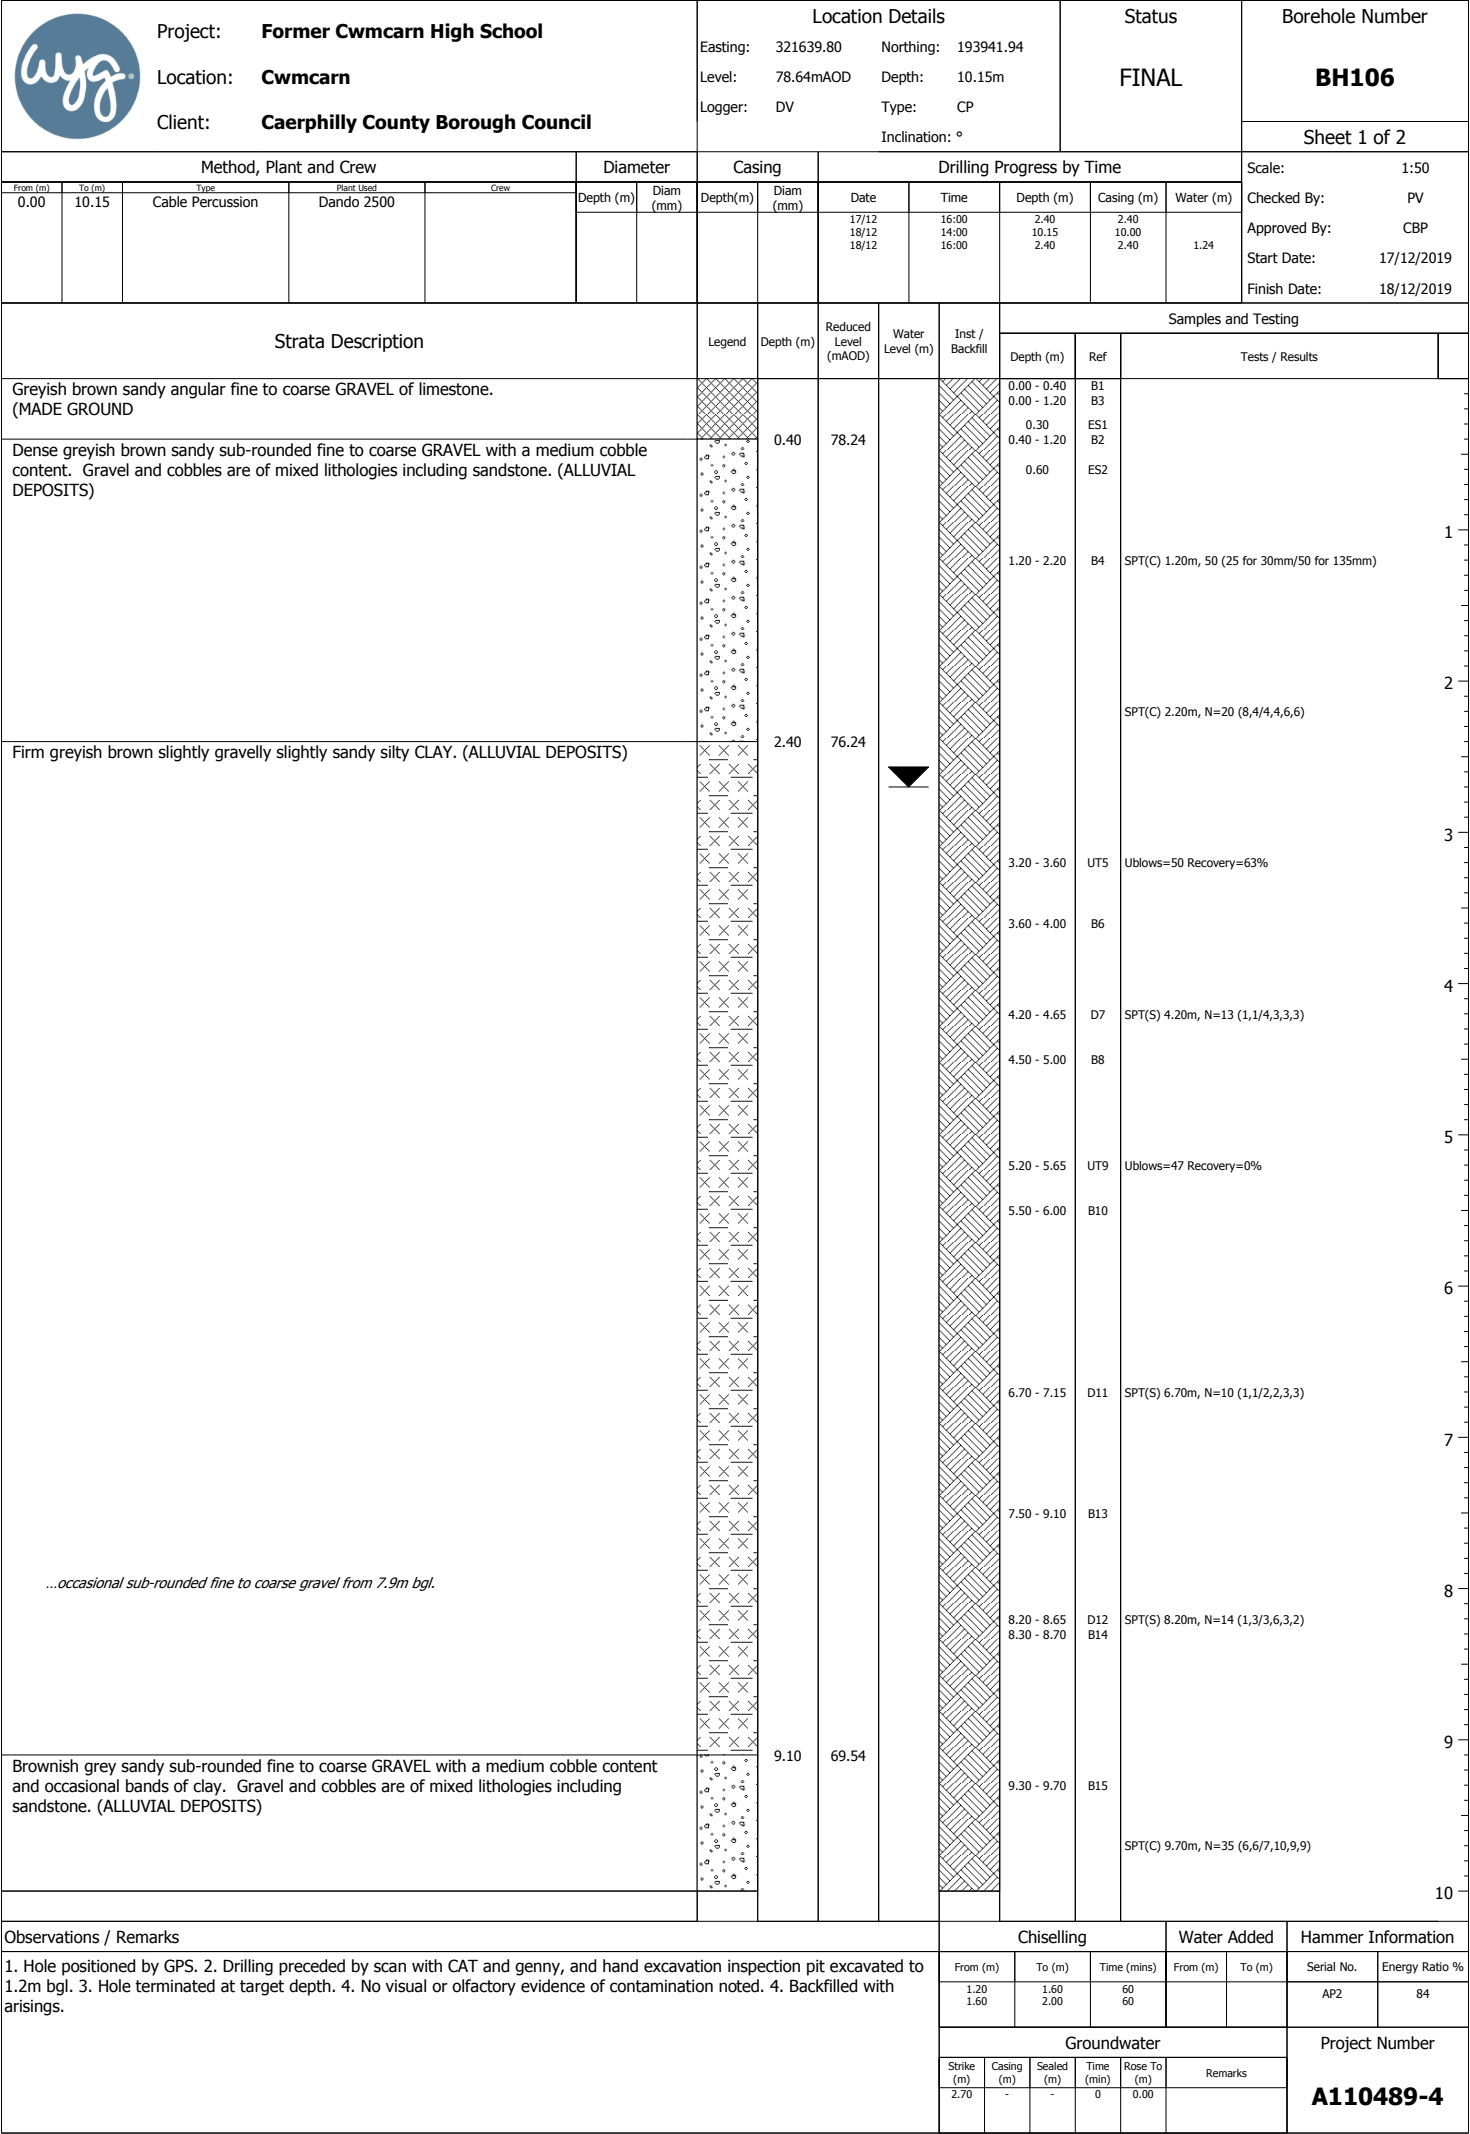 wyg.
Project: Former Cwmcarn High School
Location: Cwmcarn
Client: Caerphilly County Borough Council
Location Details
Easting: 321639.80 Northing: 193941.94
Level: 78.64mAOD Depth: 10.15m
Logger: DV Type: CP
Inclination: °
Status
FINAL
Borehole Number
BH106
Sheet 1 of 2
Method, Plant and Crew
From (m) To (m) Type Plant Used Crew
0.00 10.15 Cable Percussion Dando 2500
Diameter
Depth (m) Diam (mm)
Casing
Depth(m) Diam (mm)
Drilling Progress by Time
Date Time Depth (m) Casing (m) Water (m)
17/12 16:00 2.40 2.40
18/12 14:00 10.15 10.00
18/12 16:00 2.40 2.40 1.24
Scale: 1:50
Checked By: PV
Approved By: CBP
Start Date: 17/12/2019
Finish Date: 18/12/2019
Strata Description
Legend
Depth (m)
Reduced Level (mAOD)
Water Level (m)
Inst / Backfill
Samples and Testing
Depth (m) Ref Tests / Results
Greyish brown sandy angular fine to coarse GRAVEL of limestone.
(MADE GROUND
0.40 78.24
Dense greyish brown sandy sub-rounded fine to coarse GRAVEL with a medium cobble
content. Gravel and cobbles are of mixed lithologies including sandstone. (ALLUVIAL
DEPOSITS)
2.40 76.24
Firm greyish brown slightly gravelly slightly sandy silty CLAY. (ALLUVIAL DEPOSITS)
...occasional sub-rounded fine to coarse gravel from 7.9m bgl.
9.10 69.54
Brownish grey sandy sub-rounded fine to coarse GRAVEL with a medium cobble content
and occasional bands of clay. Gravel and cobbles are of mixed lithologies including
sandstone. (ALLUVIAL DEPOSITS)
0.00 - 0.40 B1
0.00 - 1.20 B3
0.30 ES1
0.40 - 1.20 B2
0.60 ES2
1
1.20 - 2.20 B4 SPT(C) 1.20m, 50 (25 for 30mm/50 for 135mm)
2
SPT(C) 2.20m, N=20 (8,4/4,4,6,6)
3
3.20 - 3.60 UT5 Ublows=50 Recovery=63%
3.60 - 4.00 B6
4
4.20 - 4.65 D7 SPT(S) 4.20m, N=13 (1,1/4,3,3,3)
4.50 - 5.00 B8
5
5.20 - 5.65 UT9 Ublows=47 Recovery=0%
5.50 - 6.00 B10
6
6.70 - 7.15 D11 SPT(S) 6.70m, N=10 (1,1/2,2,3,3)
7
7.50 - 9.10 B13
8
8.20 - 8.65 D12 SPT(S) 8.20m, N=14 (1,3/3,6,3,2)
8.30 - 8.70 B14
9
9.30 - 9.70 B15
SPT(C) 9.70m, N=35 (6,6/7,10,9,9)
10
Observations / Remarks
1. Hole positioned by GPS. 2. Drilling preceded by scan with CAT and genny, and hand excavation inspection pit excavated to
1.2m bgl. 3. Hole terminated at target depth. 4. No visual or olfactory evidence of contamination noted. 4. Backfilled with
arisings.
Chiselling
From (m) To (m) Time (mins)
1.20 1.60 60
1.60 2.00 60
Water Added
From (m) To (m)
Hammer Information
Serial No. Energy Ratio %
AP2 84
Groundwater
Strike (m) Casing (m) Sealed (m) Time (min) Rose To (m) Remarks
2.70 - - 0 0.00
Project Number
A110489-4